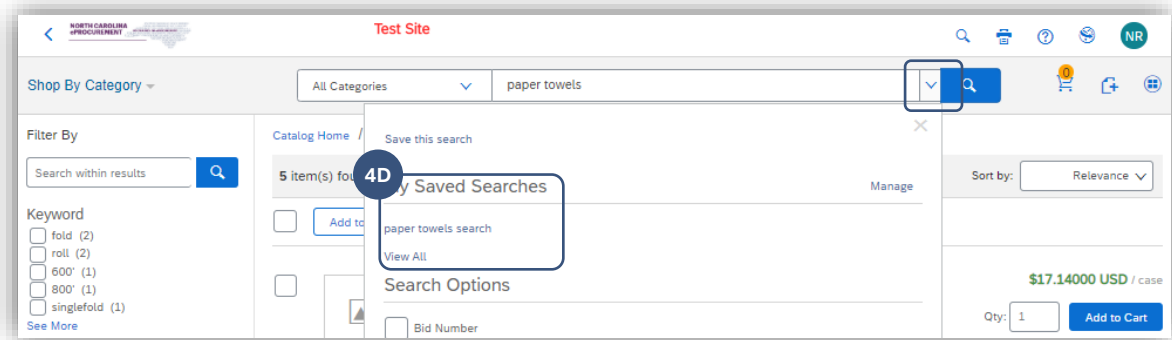 NORTH CAROLINA
ePROCUREMENT
Test Site
NR
Shop By Category
All Categories
paper towels
0
Filter By
Search within results
Keyword
fold (2)
roll (2)
600' (1)
800' (1)
singlefold (1)
See More
Catalog Home /
Save this search
5 item(s) fou
4D
y Saved Searches
Manage
Sort by:
Relevance
Add to
paper towels search
View All
Search Options
Bid Number
$17.14000 USD / case
Qty:
1
Add to Cart